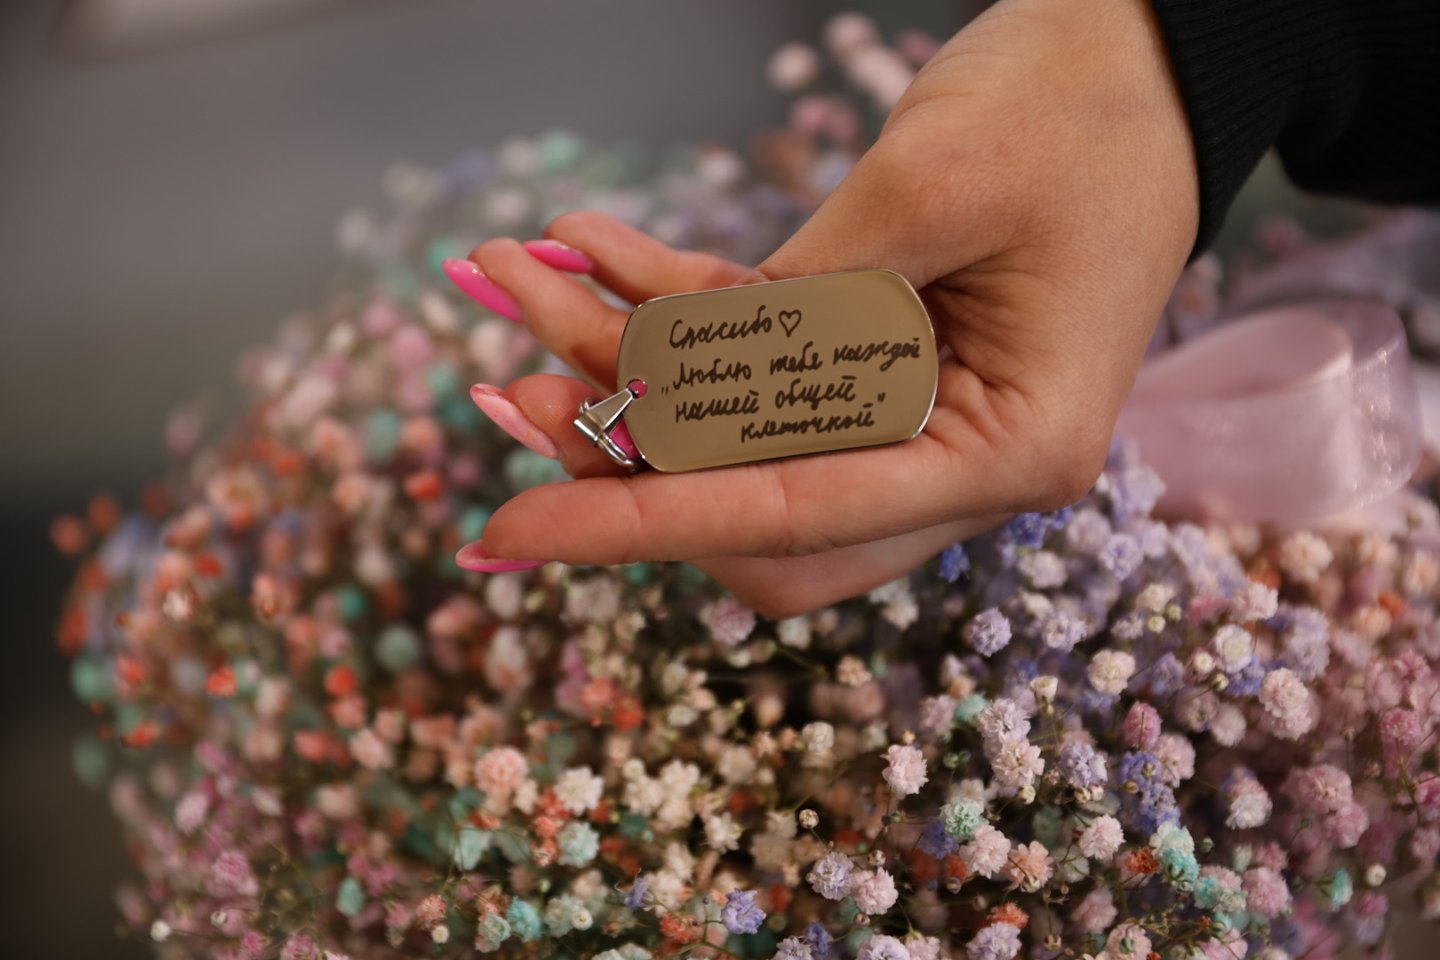 Спасибо♡
„Люблю тебя каждой
нашей общей
клеточкой"